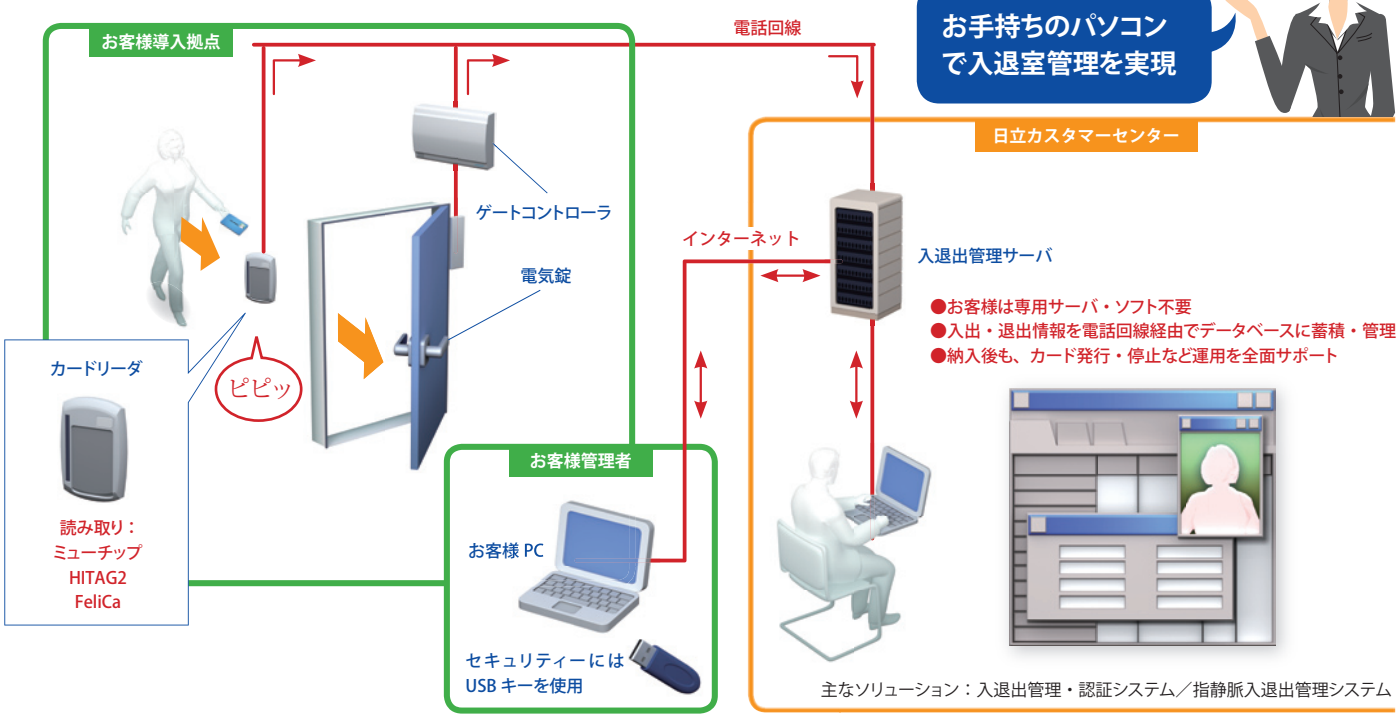 お客様導入拠点
電話回線
お手持ちのパソコン
で入退室管理を実現
日立カスタマーセンター
ゲートコントローラ
電気錠
インターネット
入退出管理サーバ
●お客様は専用サーバ・ソフト不要
●入出・退出情報を電話回線経由でデータベースに蓄積・管理
●納入後も、カード発行・停止など運用を全面サポート
カードリーダ
ピピッ
読み取り：
ミューチップ
HITAG2
FeliCa
お客様管理者
お客様 PC
セキュリティーには
USB キーを使用
主なソリューション：入退出管理・認証システム／指静脈入退出管理システム